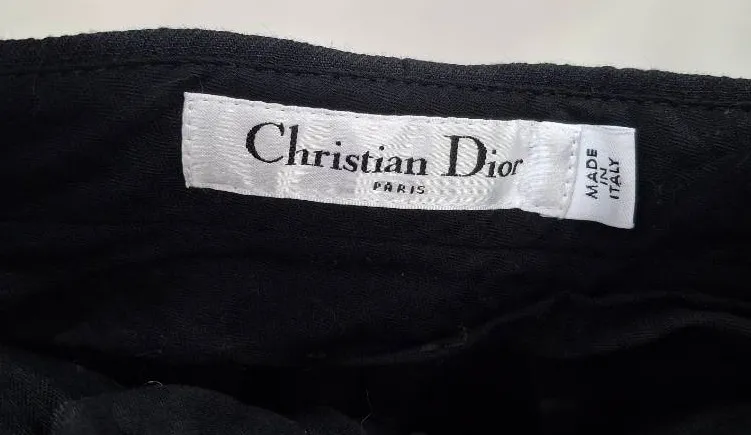 Christian Dior
PARIS
MADE
IN
ITALY